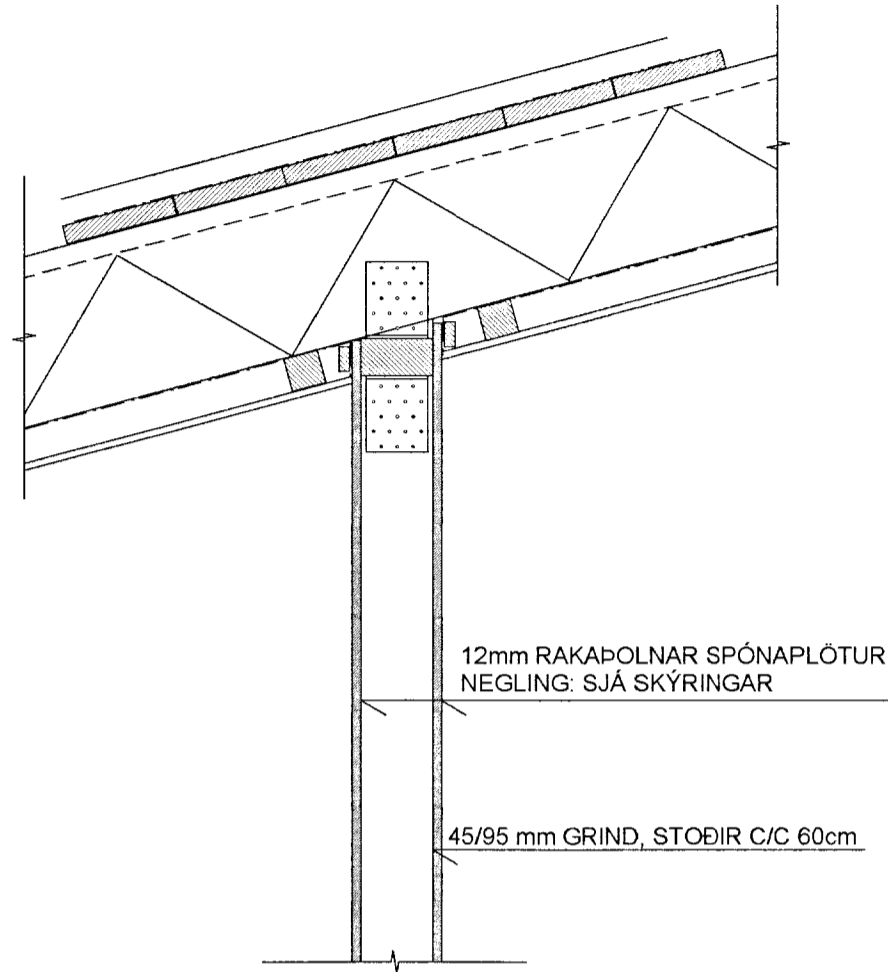 12mm RAKAÞOLNAR SPÓNAPLÖTUR
NEGLING: SJÁ SKÝRINGAR
45/95 mm GRIND, STOÐIR C/C 60cm